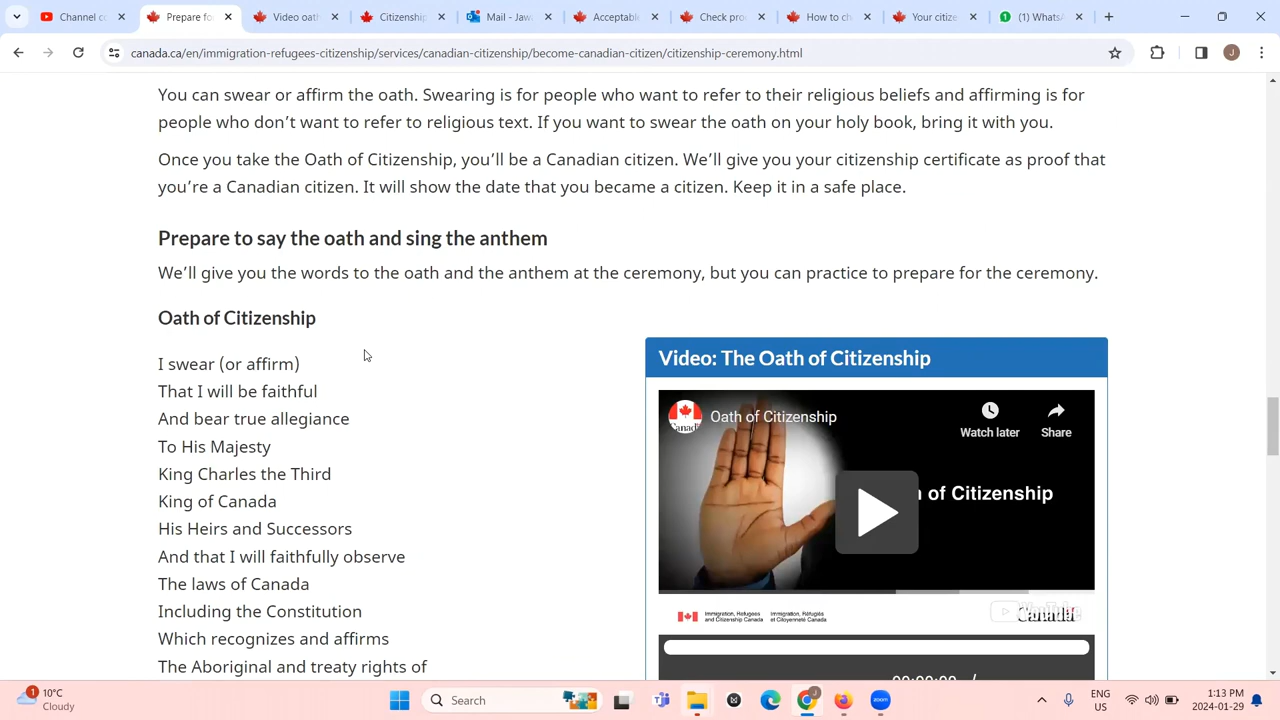 Channel c
Prepare fo
Video oath
Citizenship
Mail - Jaw
Acceptable
Check pro
How to c
Your citize
(1) Whats
canada.ca/en/immigration-refugees-citizenship/services/canadian-citizenship/become-canadian-citizen/citizenship-ceremony.html
J
You can swear or affirm the oath. Swearing is for people who want to refer to their religious beliefs and affirming is for
people who don’t want to refer to religious text. If you want to swear the oath on your holy book, bring it with you.
Once you take the Oath of Citizenship, you’ll be a Canadian citizen. We’ll give you your citizenship certificate as proof that
you’re a Canadian citizen. It will show the date that you became a citizen. Keep it in a safe place.
Prepare to say the oath and sing the anthem
We’ll give you the words to the oath and the anthem at the ceremony, but you can practice to prepare for the ceremony.
Oath of Citizenship
I swear (or affirm)
That I will be faithful
And bear true allegiance
To His Majesty
King Charles the Third
King of Canada
His Heirs and Successors
And that I will faithfully observe
The laws of Canada
Including the Constitution
Which recognizes and affirms
The Aboriginal and treaty rights of
Video: The Oath of Citizenship
Oath of Citizenship
Watch later
Share
of Citizenship
Immigration, Refugees
and Citizenship Canada
Immigration, Réfugiés
et Citoyenneté Canada
Canada
1
10°C
Cloudy
Search
ENG
US
1:13 PM
2024-01-29